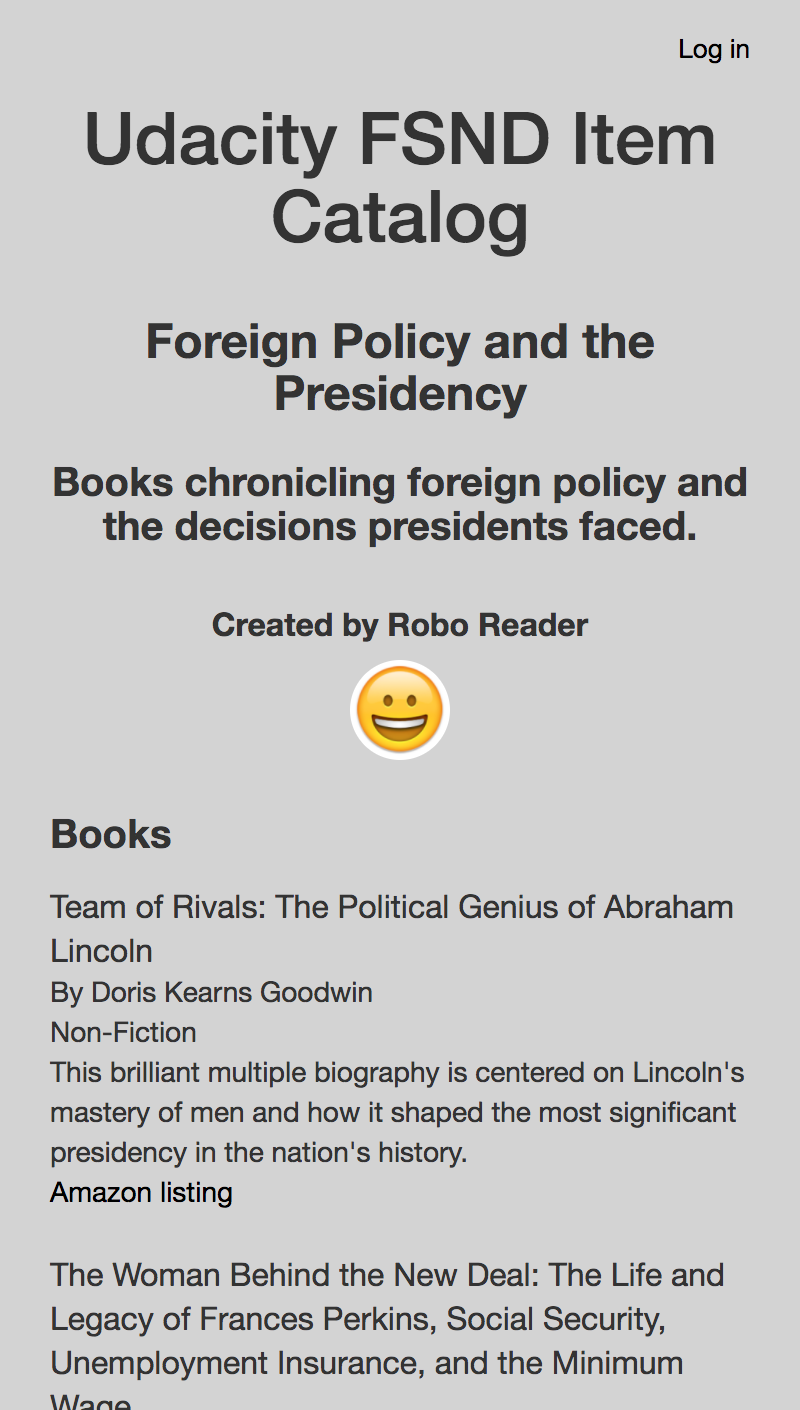 Log in
Udacity FSND Item
Catalog
Foreign Policy and the
Presidency
Books chronicling foreign policy and
the decisions presidents faced.
Created by Robo Reader
Books
Team of Rivals: The Political Genius of Abraham
Lincoln
By Doris Kearns Goodwin
Non-Fiction
This brilliant multiple biography is centered on Lincoln's
mastery of men and how it shaped the most significant
presidency in the nation's history.
Amazon listing
The Woman Behind the New Deal: The Life and
Legacy of Frances Perkins, Social Security,
Unemployment Insurance, and the Minimum
Wage